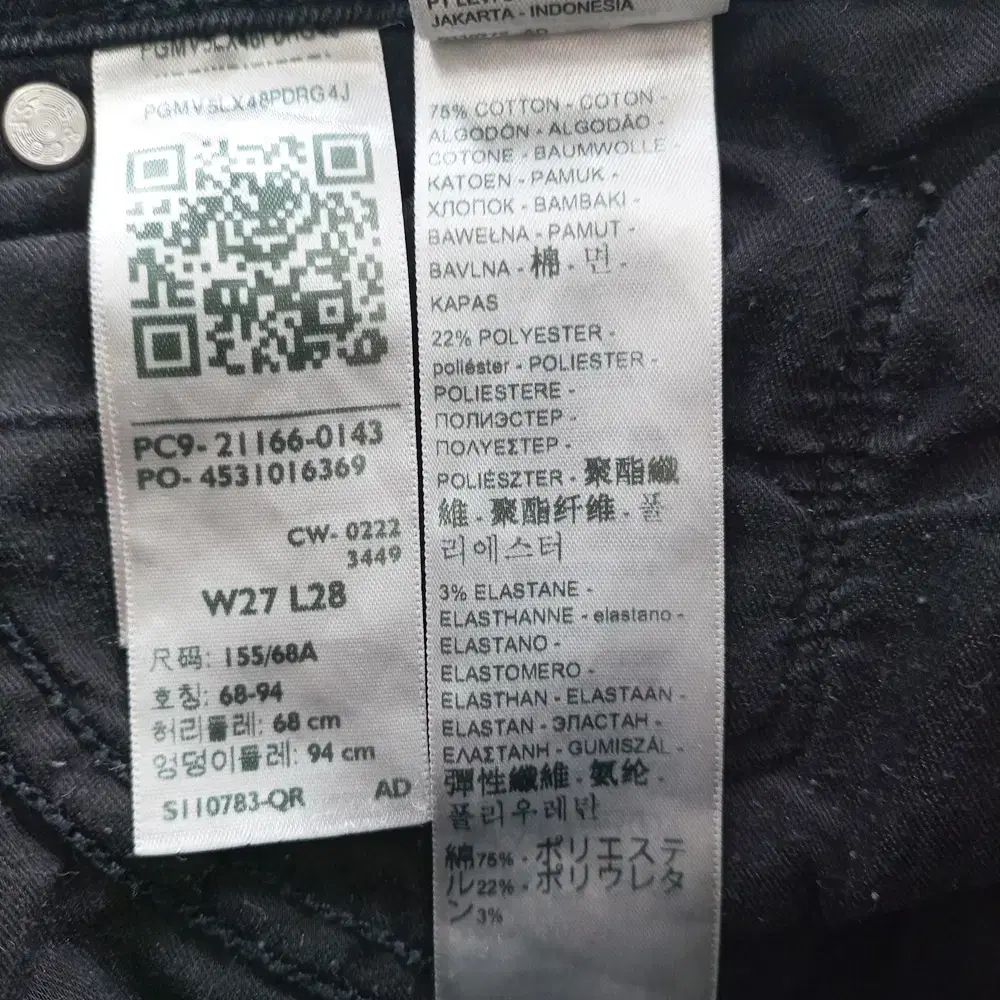 PGMV5LX48PDRG4J
PGMV5LX48PDRG4J
PC9- 21166-0143
PO- 4531016369
CW- 0222
3449
W27 L28
尺码: 155/68A
호칭: 68-94
허리둘레: 68 cm
엉덩이둘레: 94 cm
S110783-QR AD
JAKARTA - INDONESIA
75% COTTON - COTON -
ALGODÓN - ALGODÃO -
COTONE - BAUMWOLLE -
KATOEN - PAMUK -
ХЛОПОК - ΒΑΜΒΑΚΙ -
BAWEŁNA - PAMUT -
BAVLNA - 棉 - 면 -
KAPAS
22% POLYESTER -
poliéster - POLIESTER -
POLIESTERE -
ПОЛИЭСТЕР -
ΠΟΛΥΕΣΤΕΡ -
POLIÉSZTER - 聚酯纖
維 - 聚酯纤维 - 폴
리에스터
3% ELASTANE -
ELASTHANNE - elastano -
ELASTANO -
ELASTOMERO -
ELASTHAN - ELASTAAN -
ELASTAN - ЭЛАСТАН -
ΕΛΑΣΤΑΝΗ - GUMISZÁL -
彈性纖維 - 氨纶 -
폴리우레탄
綿75% - ポリエステ
ル22% - ポリウレタ
ン3%